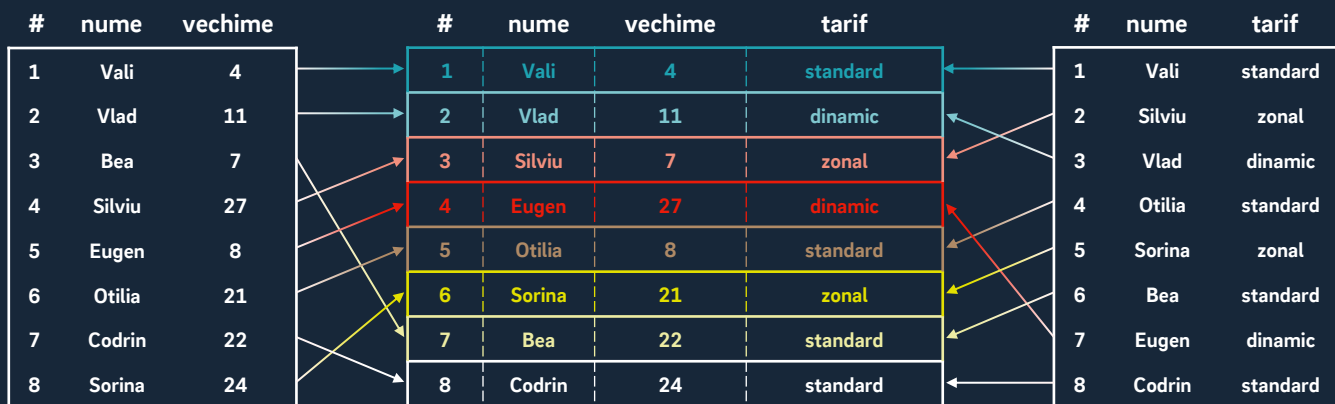 # nume vechime # nume vechime tarif # nume tarif
1 Vali 4 1 Vali 4 standard 1 Vali standard
2 Vlad 11 2 Vlad 11 dinamic 2 Silviu zonal
3 Bea 7 3 Silviu 7 zonal 3 Vlad dinamic
4 Silviu 27 4 Eugen 27 dinamic 4 Otilia standard
5 Eugen 8 5 Otilia 8 standard 5 Sorina zonal
6 Otilia 21 6 Sorina 21 zonal 6 Bea standard
7 Codrin 22 7 Bea 22 standard 7 Eugen dinamic
8 Sorina 24 8 Codrin 24 standard 8 Codrin standard